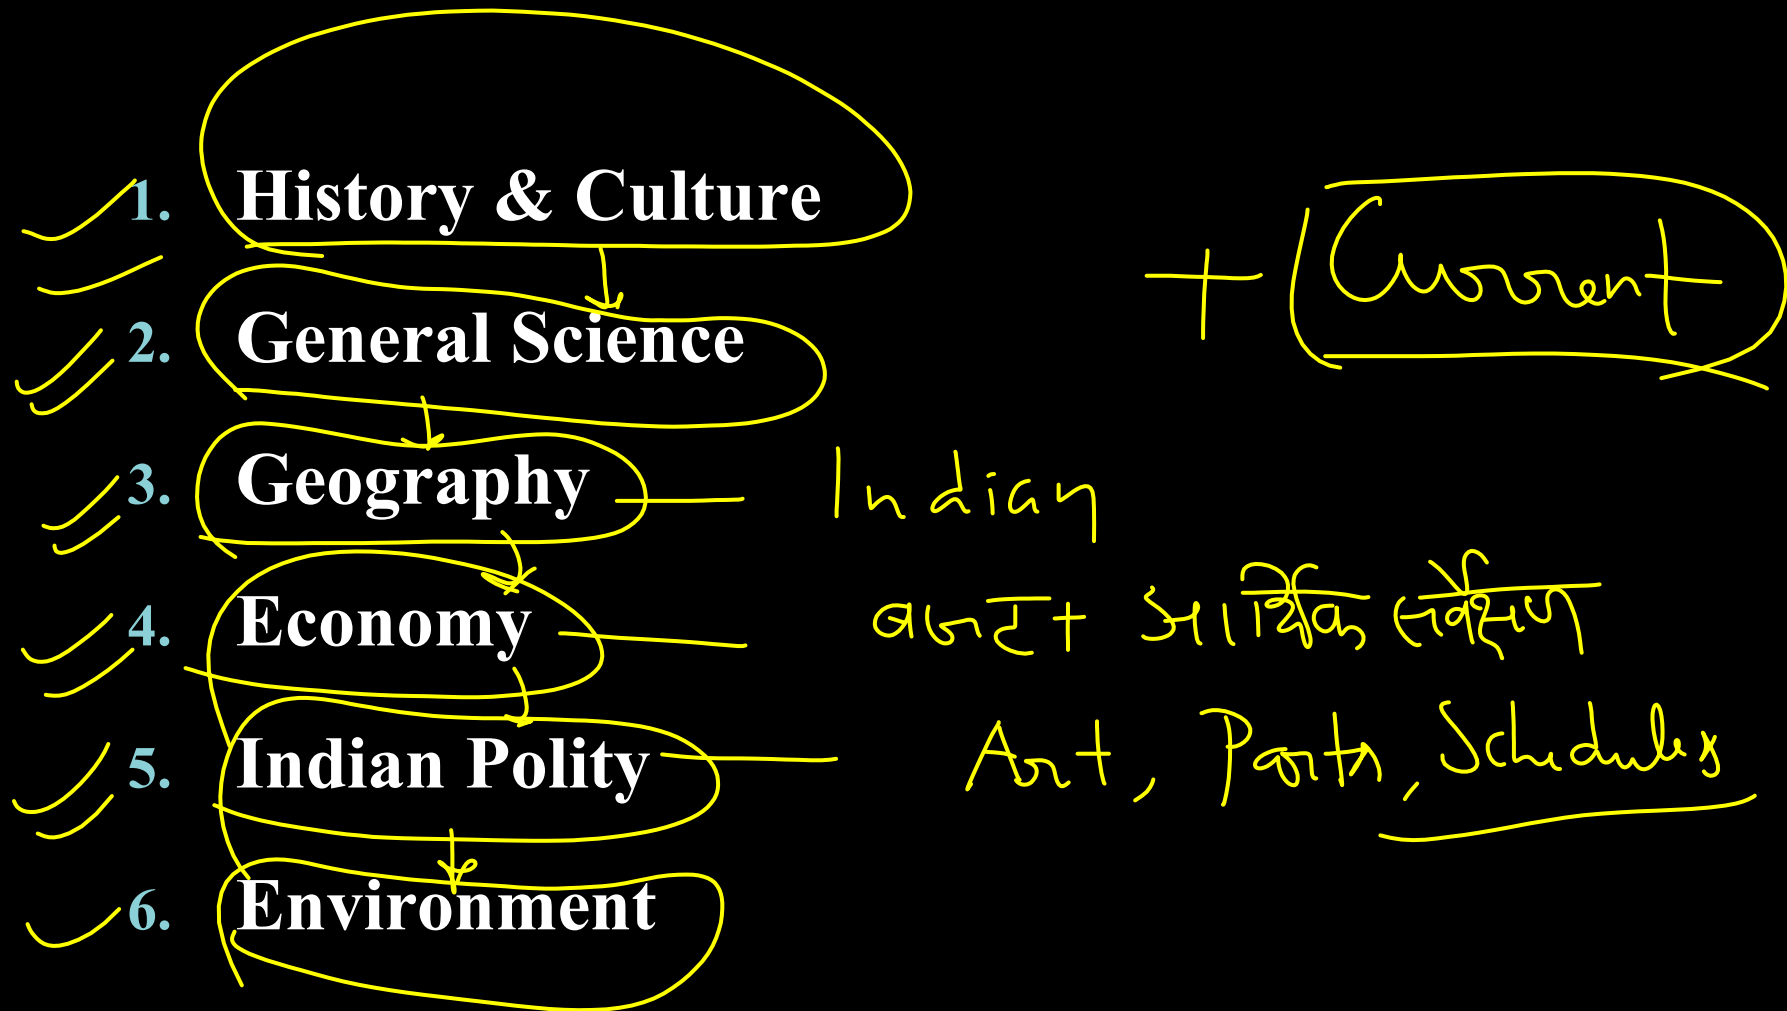 1. History & Culture
+ Current
2. General Science
3. Geography — Indian
4. Economy — बजट + आर्थिक सर्वेक्षण
5. Indian Polity — Art, Parts, Schedules
6. Environment